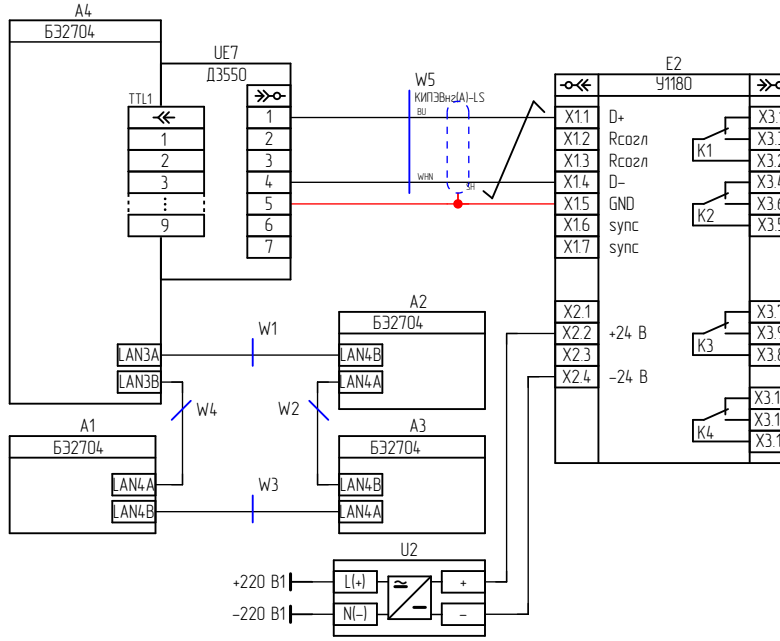 A4
БЭ2704
UE7
Д3550
TTL1
1
2
3
9
1
2
3
4
5
6
7
W5
КИПЭВнг(А)-LS
BU
WHN
SH
E2
У1180
X1.1 D+
X1.2 Rсогл
X1.3 Rсогл
X1.4 D-
X1.5 GND
X1.6 sync
X1.7 sync
X2.1
X2.2 +24 В
X2.3
X2.4 -24 В
K1
K2
K3
K4
LAN3A
LAN3B
W1
W4
W2
W3
A2
БЭ2704
LAN4B
LAN4A
A1
БЭ2704
LAN4A
LAN4B
A3
БЭ2704
LAN4B
LAN4A
U2
+220 В1
L(+)
+
-220 В1
N(-)
-